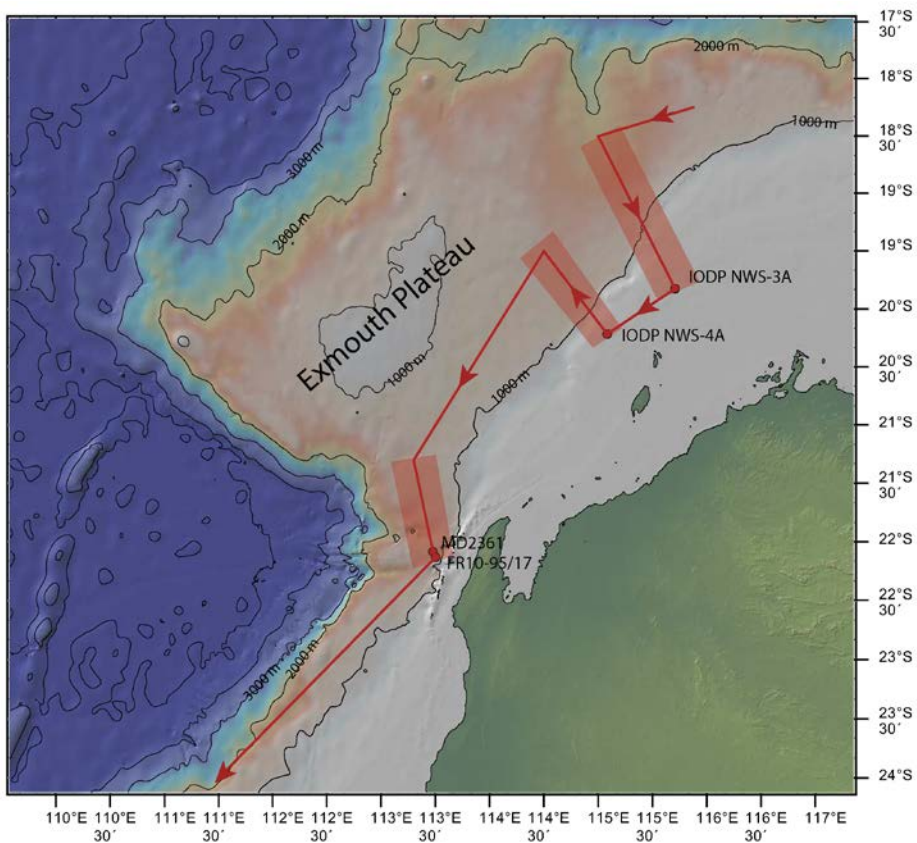 17°S
30´
2000 m
18°S
1000 m
18°S
30´
3000 m
19°S
2000 m
19°S
30´
Exmouth Plateau
IODP NWS-3A
20°S
IODP NWS-4A
1000 m
1000 m
20°S
30´
21°S
21°S
30´
MD2361
22°S
FR10-95/17
22°S
30´
2000 m
3000 m
23°S
23°S
30´
24°S
110°E 110°E 111°E 111°E 112°E 112°E 113°E 113°E 114°E 114°E 115°E 115°E 116°E 116°E 117°E
30´ 30´ 30´ 30´ 30´ 30´ 30´